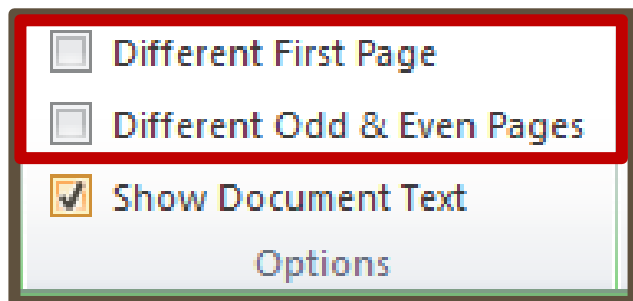 Different First Page
Different Odd & Even Pages
Show Document Text
Options